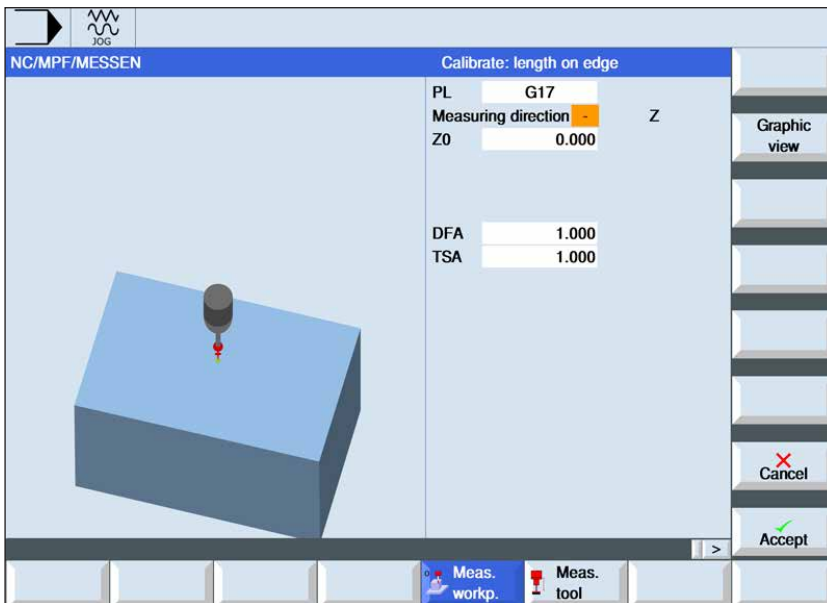 JOG
NC/MPF/MESSEN
Calibrate: length on edge
PL G17
Measuring direction - Z
Z0 0.000
DFA 1.000
TSA 1.000
Graphic
view
Cancel
Accept
>
Meas.
workp.
Meas.
tool